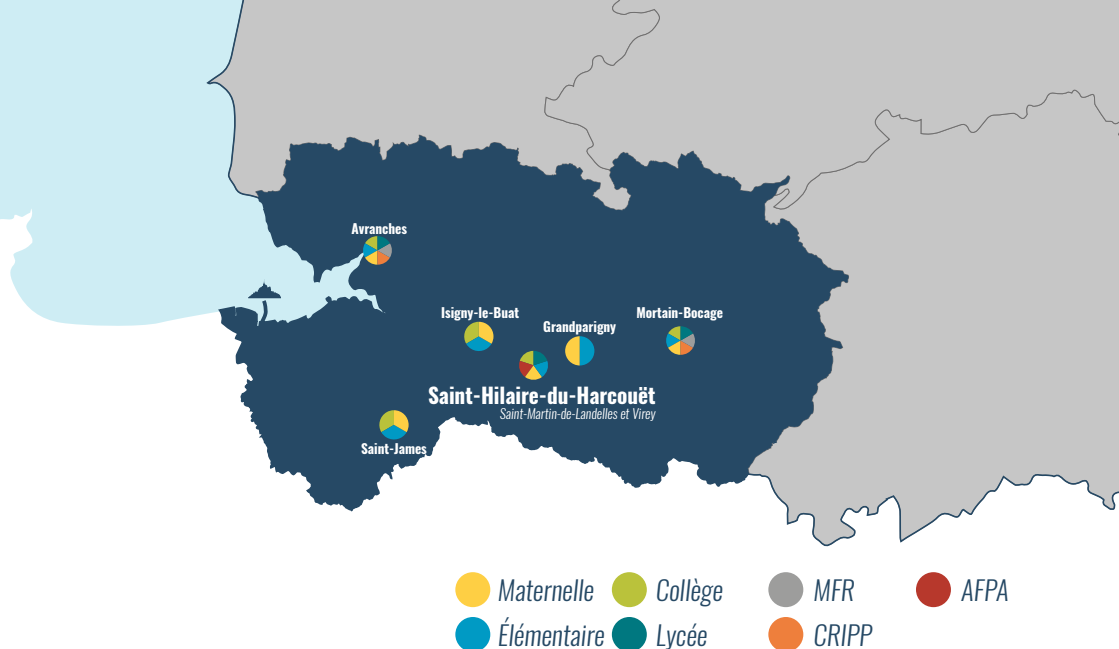 Avranches
Isigny-le-Buat
Mortain-Bocage
Grandparigny
Saint-Hilaire-du-Harcouët
Saint-Martin-de-Landelles et Virey
Saint-James
Maternelle
Collège
MFR
AFPA
Élémentaire
Lycée
CRIPP